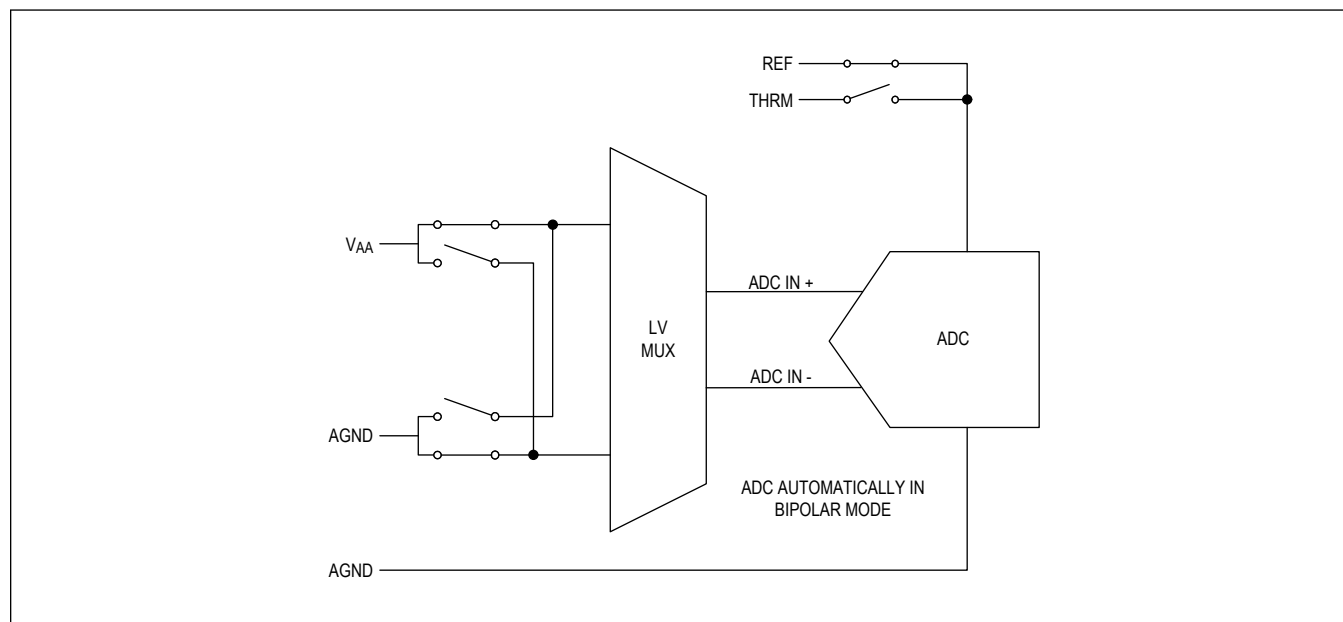 REF
THRM
VAA
ADC IN +
LV
MUX
ADC
ADC IN -
AGND
ADC AUTOMATICALLY IN
BIPOLAR MODE
AGND